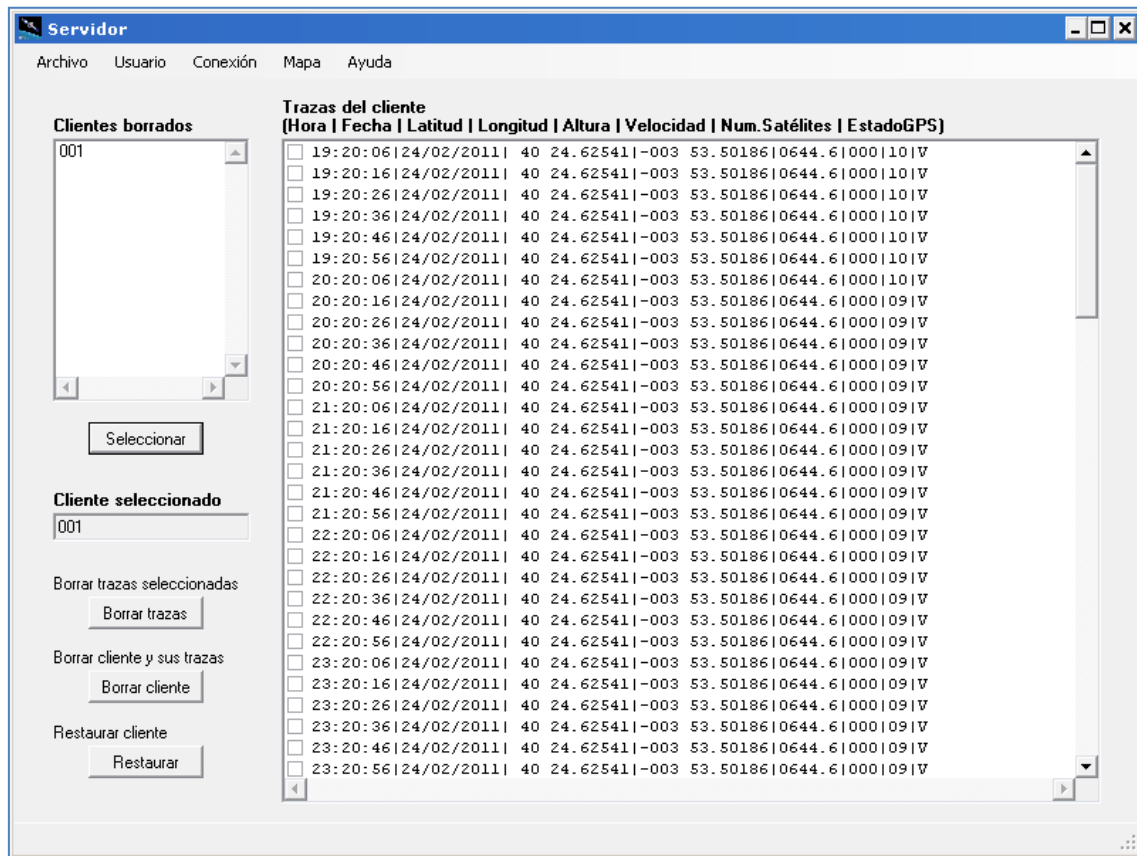 Servidor
Archivo Usuario Conexión Mapa Ayuda
Clientes borrados
001
Seleccionar
Cliente seleccionado
001
Borrar trazas seleccionadas
Borrar trazas
Borrar cliente y sus trazas
Borrar cliente
Restaurar cliente
Restaurar
Trazas del cliente
(Hora | Fecha | Latitud | Longitud | Altura | Velocidad | Num.Satélites | EstadoGPS)
19:20:06|24/02/2011| 40 24.62541|-003 53.50186|0644.6|000|10|V
19:20:16|24/02/2011| 40 24.62541|-003 53.50186|0644.6|000|10|V
19:20:26|24/02/2011| 40 24.62541|-003 53.50186|0644.6|000|10|V
19:20:36|24/02/2011| 40 24.62541|-003 53.50186|0644.6|000|10|V
19:20:46|24/02/2011| 40 24.62541|-003 53.50186|0644.6|000|10|V
19:20:56|24/02/2011| 40 24.62541|-003 53.50186|0644.6|000|10|V
20:20:06|24/02/2011| 40 24.62541|-003 53.50186|0644.6|000|10|V
20:20:16|24/02/2011| 40 24.62541|-003 53.50186|0644.6|000|09|V
20:20:26|24/02/2011| 40 24.62541|-003 53.50186|0644.6|000|09|V
20:20:36|24/02/2011| 40 24.62541|-003 53.50186|0644.6|000|09|V
20:20:46|24/02/2011| 40 24.62541|-003 53.50186|0644.6|000|09|V
20:20:56|24/02/2011| 40 24.62541|-003 53.50186|0644.6|000|09|V
21:20:06|24/02/2011| 40 24.62541|-003 53.50186|0644.6|000|09|V
21:20:16|24/02/2011| 40 24.62541|-003 53.50186|0644.6|000|09|V
21:20:26|24/02/2011| 40 24.62541|-003 53.50186|0644.6|000|09|V
21:20:36|24/02/2011| 40 24.62541|-003 53.50186|0644.6|000|09|V
21:20:46|24/02/2011| 40 24.62541|-003 53.50186|0644.6|000|09|V
21:20:56|24/02/2011| 40 24.62541|-003 53.50186|0644.6|000|09|V
22:20:06|24/02/2011| 40 24.62541|-003 53.50186|0644.6|000|09|V
22:20:16|24/02/2011| 40 24.62541|-003 53.50186|0644.6|000|09|V
22:20:26|24/02/2011| 40 24.62541|-003 53.50186|0644.6|000|09|V
22:20:36|24/02/2011| 40 24.62541|-003 53.50186|0644.6|000|09|V
22:20:46|24/02/2011| 40 24.62541|-003 53.50186|0644.6|000|09|V
22:20:56|24/02/2011| 40 24.62541|-003 53.50186|0644.6|000|09|V
23:20:06|24/02/2011| 40 24.62541|-003 53.50186|0644.6|000|09|V
23:20:16|24/02/2011| 40 24.62541|-003 53.50186|0644.6|000|09|V
23:20:26|24/02/2011| 40 24.62541|-003 53.50186|0644.6|000|09|V
23:20:36|24/02/2011| 40 24.62541|-003 53.50186|0644.6|000|09|V
23:20:46|24/02/2011| 40 24.62541|-003 53.50186|0644.6|000|09|V
23:20:56|24/02/2011| 40 24.62541|-003 53.50186|0644.6|000|09|V